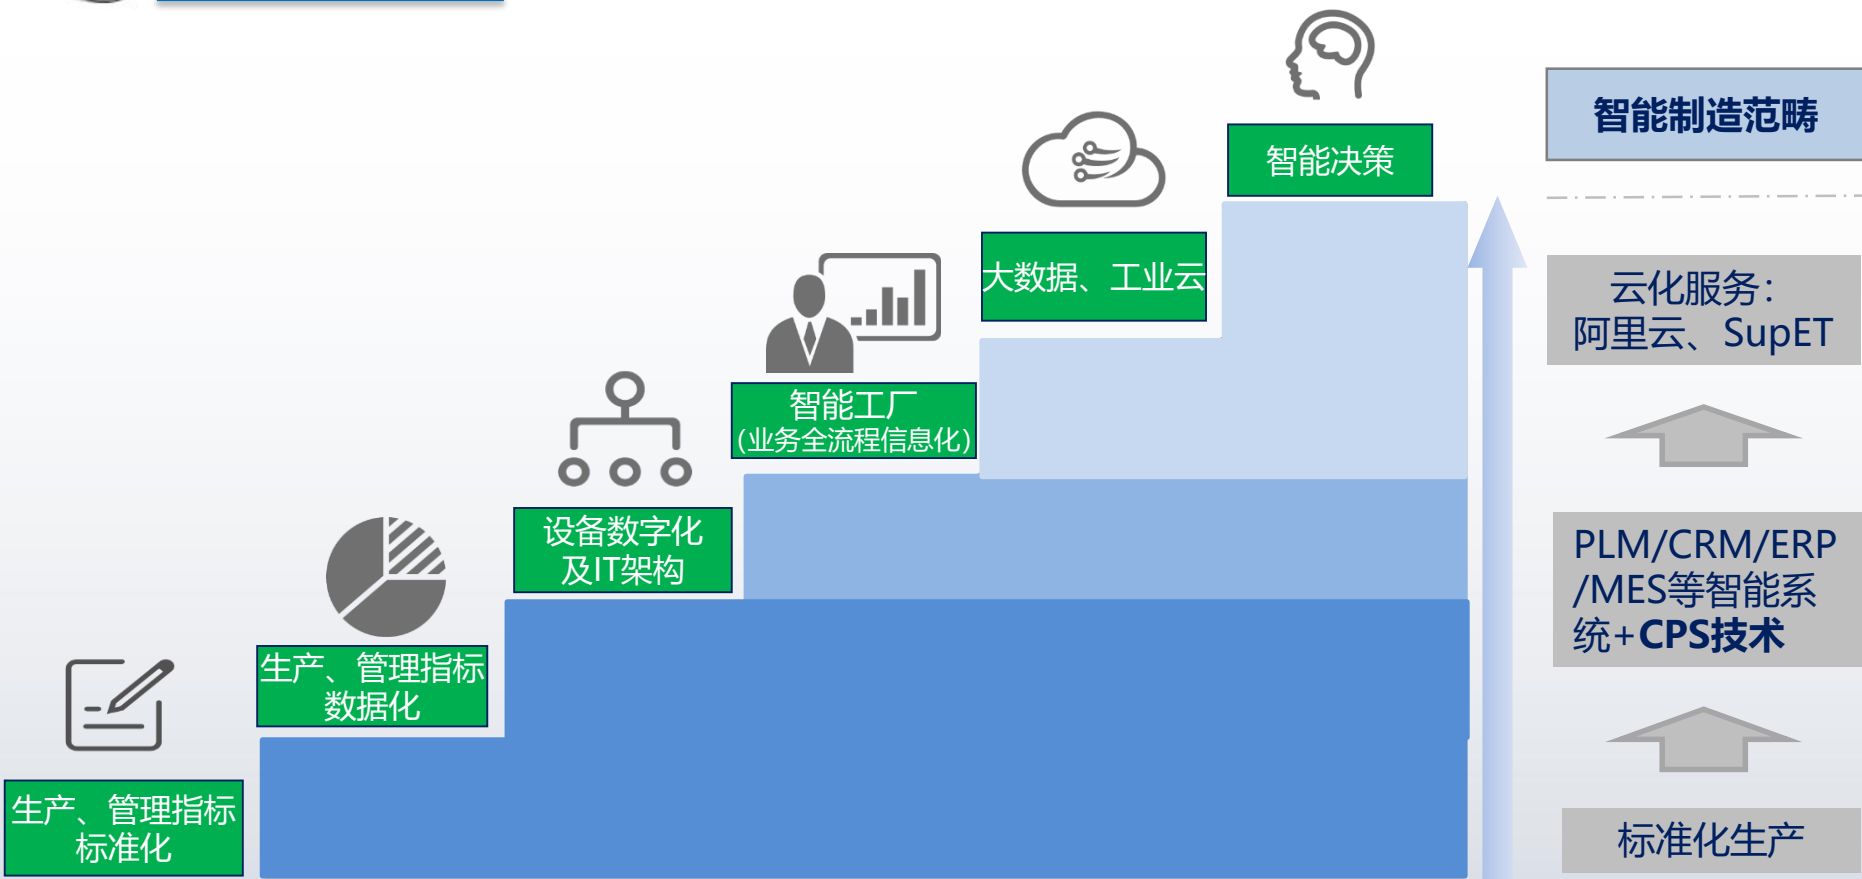 智能决策
智能制造范畴
大数据、工业云
云化服务：
阿里云、SupET
智能工厂
(业务全流程信息化)
设备数字化
及IT架构
PLM/CRM/ERP
/MES等智能系
统+CPS技术
生产、管理指标
数据化
生产、管理指标
标准化
标准化生产